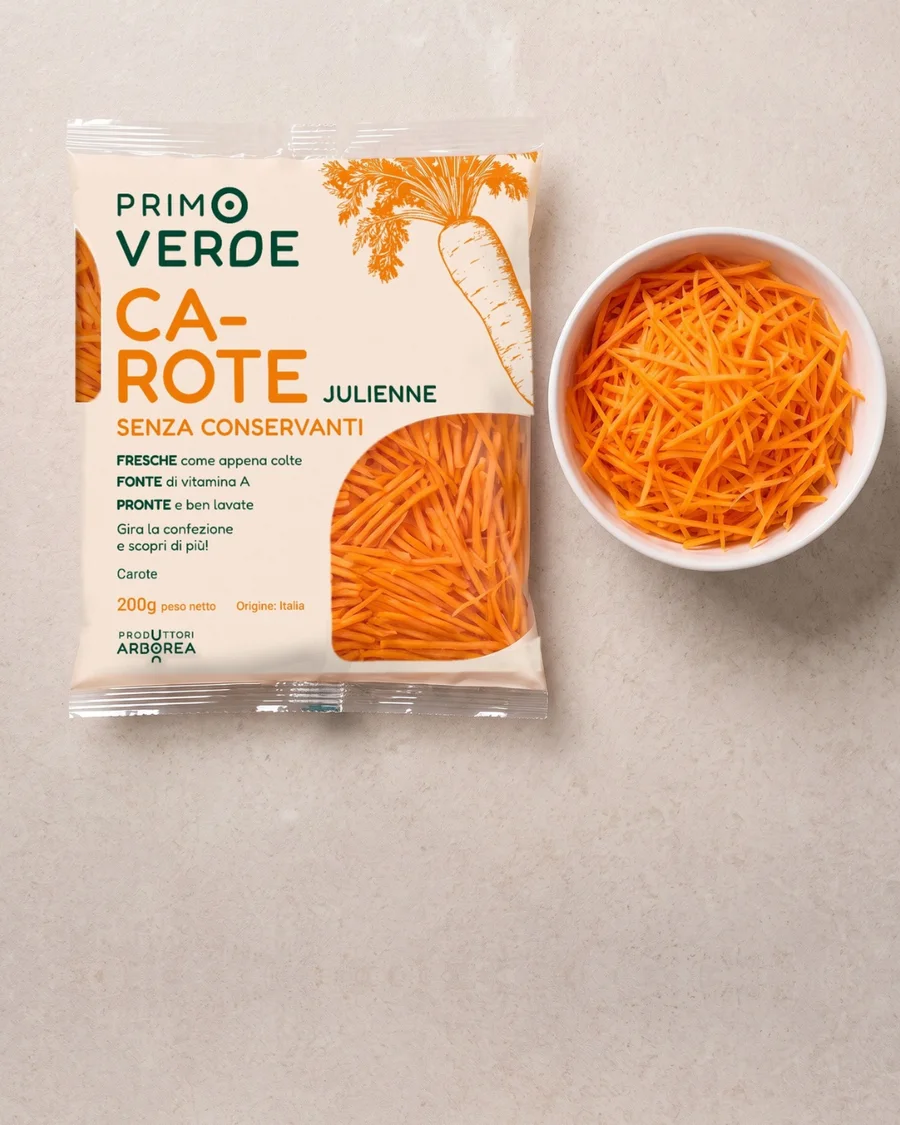 PRIMO
VERDE
CA-
ROTE JULIENNE
SENZA CONSERVANTI
FRESCHE come appena colte
FONTE di vitamina A
PRONTE e ben lavate
Gira la confezione
e scopri di più!
Carote
200g peso netto Origine: Italia
PRODUTTORI
ARBOREA